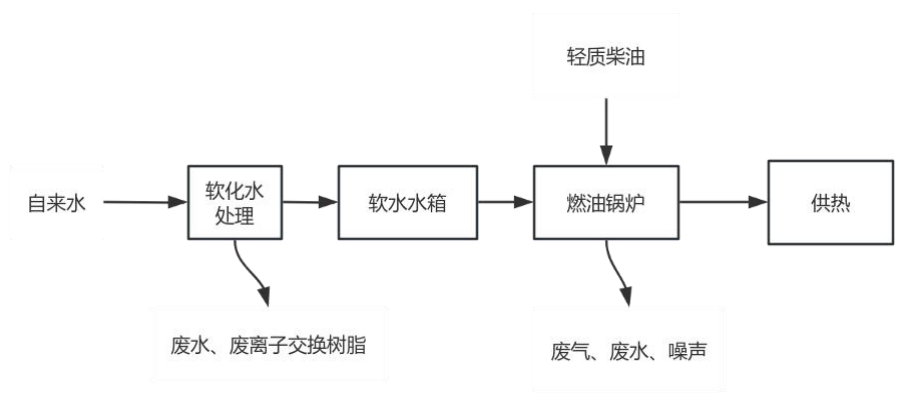 轻质柴油
自来水
软化水
处理
软水水箱
燃油锅炉
供热
废水、废离子交换树脂
废气、废水、噪声